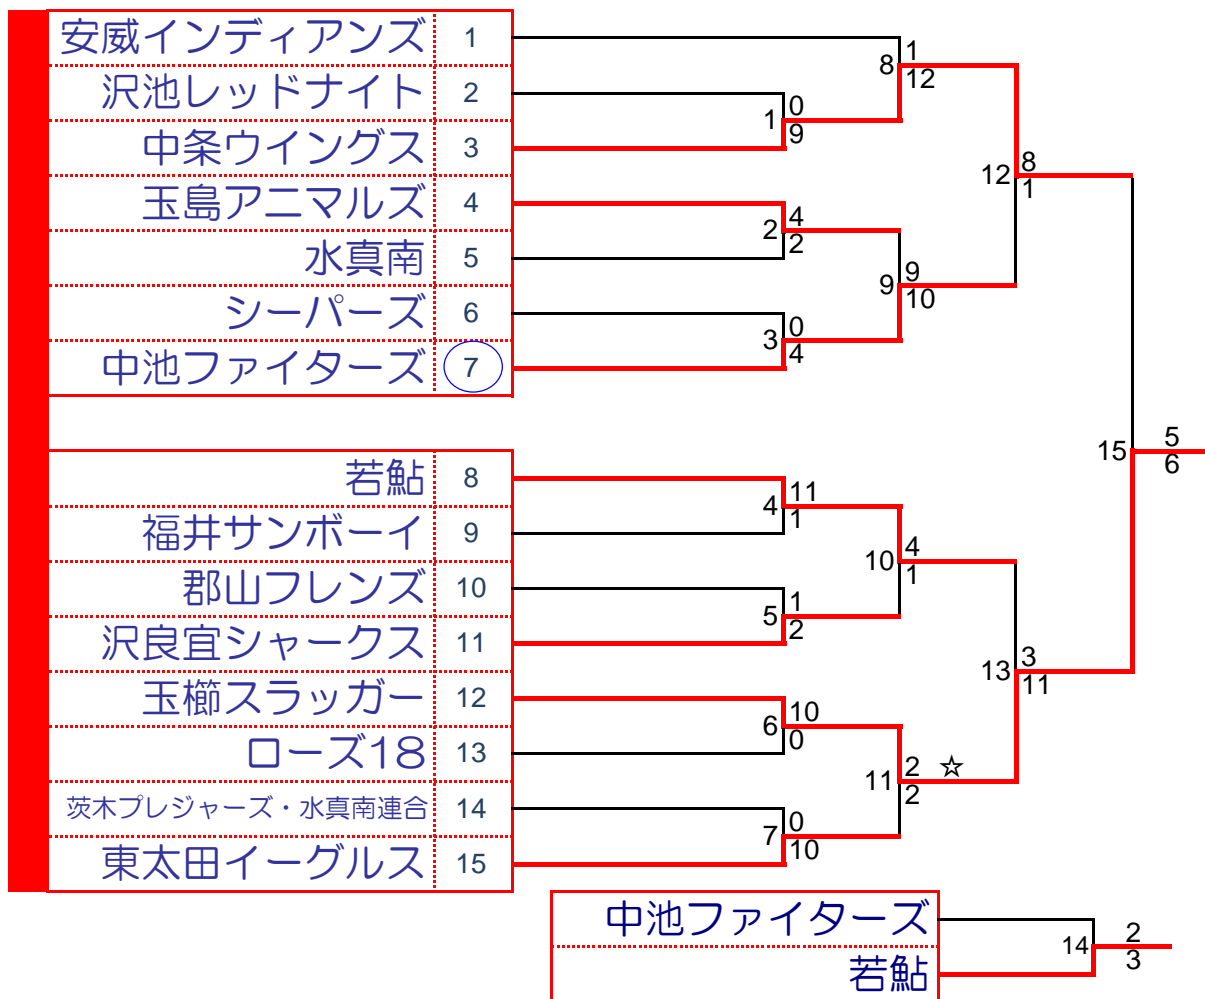 安威インディアンズ 1
沢池レッドナイト 2
中条ウイングス 3
玉島アニマルズ 4
水真南 5
シーパーズ 6
中池ファイターズ 7
8 1
12
1 0
9
2 4
2
9 9
10
3 0
4
12 8
1
15 5
6
若鮎 8
福井サンボーイ 9
郡山フレンズ 10
沢良宜シャークス 11
玉櫛スラッガー 12
ローズ18 13
茨木プレジャーズ・水真南連合 14
東太田イーグルス 15
4 11
1
10 4
1
5 1
2
13 3
11
6 10
0
11 2 ☆
2
7 0
10
中池ファイターズ
若鮎
14 2
3